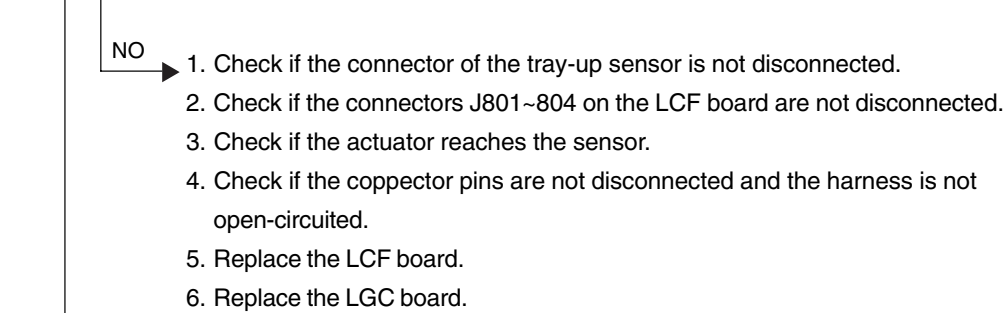 NO
1. Check if the connector of the tray-up sensor is not disconnected.
2. Check if the connectors J801~804 on the LCF board are not disconnected.
3. Check if the actuator reaches the sensor.
4. Check if the coppector pins are not disconnected and the harness is not
open-circuited.
5. Replace the LCF board.
6. Replace the LGC board.